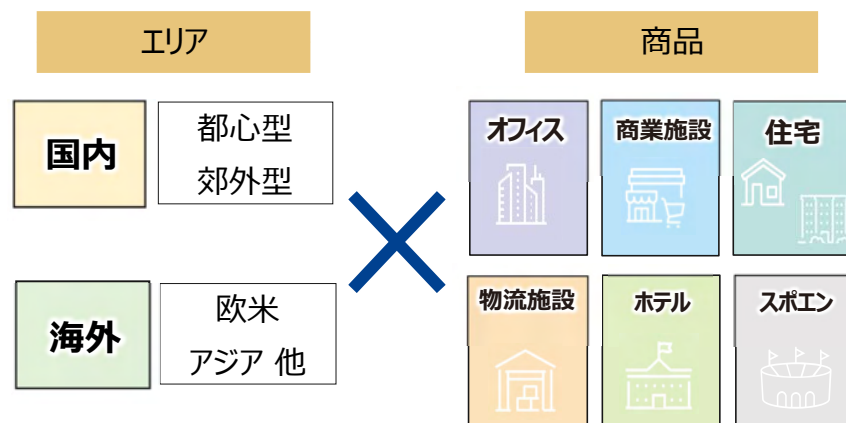 エリア
商品
国内
都心型
郊外型
海外
欧米
アジア 他
オフィス
商業施設
住宅
物流施設
ホテル
スポエン